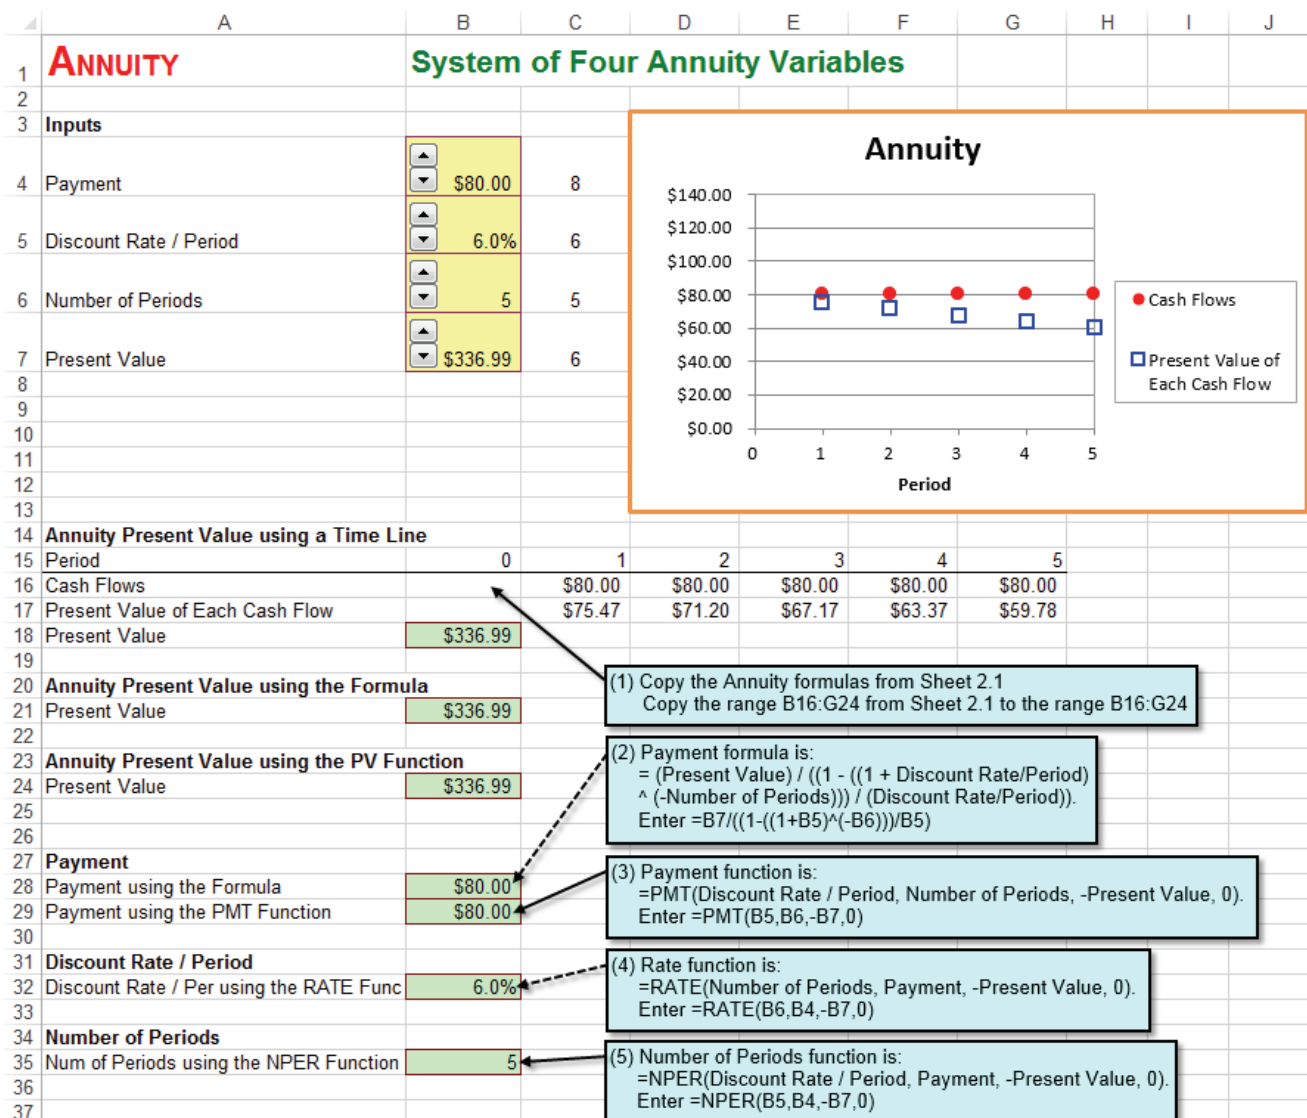 A B C D E F G H I J
1 ANNUITY System of Four Annuity Variables
2
3 Inputs
4 Payment $80.00 8
5 Discount Rate / Period 6.0% 6
6 Number of Periods 5 5
7 Present Value $336.99 6
8
9
10
11
12
13
Annuity
$140.00
$120.00
$100.00
$80.00
$60.00
$40.00
$20.00
$0.00
0 1 2 3 4 5
Period
Cash Flows
Present Value of
Each Cash Flow
14 Annuity Present Value using a Time Line
15 Period 0 1 2 3 4 5
16 Cash Flows $80.00 $80.00 $80.00 $80.00 $80.00
17 Present Value of Each Cash Flow $75.47 $71.20 $67.17 $63.37 $59.78
18 Present Value $336.99
19
20 Annuity Present Value using the Formula
21 Present Value $336.99
22
23 Annuity Present Value using the PV Function
24 Present Value $336.99
25
26
27 Payment
28 Payment using the Formula $80.00
29 Payment using the PMT Function $80.00
30
31 Discount Rate / Period
32 Discount Rate / Per using the RATE Func 6.0%
33
34 Number of Periods
35 Num of Periods using the NPER Function 5
36
37
(1) Copy the Annuity formulas from Sheet 2.1
Copy the range B16:G24 from Sheet 2.1 to the range B16:G24
(2) Payment formula is:
= (Present Value) / ((1 - ((1 + Discount Rate/Period)
^ (-Number of Periods))) / (Discount Rate/Period)).
Enter =B7/((1-((1+B5)^(-B6)))/B5)
(3) Payment function is:
=PMT(Discount Rate / Period, Number of Periods, -Present Value, 0).
Enter =PMT(B5,B6,-B7,0)
(4) Rate function is:
=RATE(Number of Periods, Payment, -Present Value, 0).
Enter =RATE(B6,B4,-B7,0)
(5) Number of Periods function is:
=NPER(Discount Rate / Period, Payment, -Present Value, 0).
Enter =NPER(B5,B4,-B7,0)